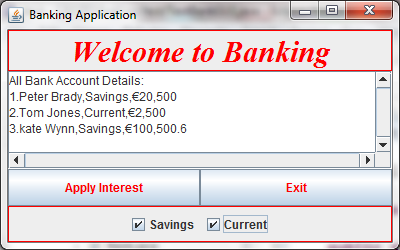 Banking Application
Welcome to Banking
All Bank Account Details:
1.Peter Brady,Savings,€20,500
2.Tom Jones,Current,€2,500
3.kate Wynn,Savings,€100,500.6
Apply Interest Exit
Savings Current